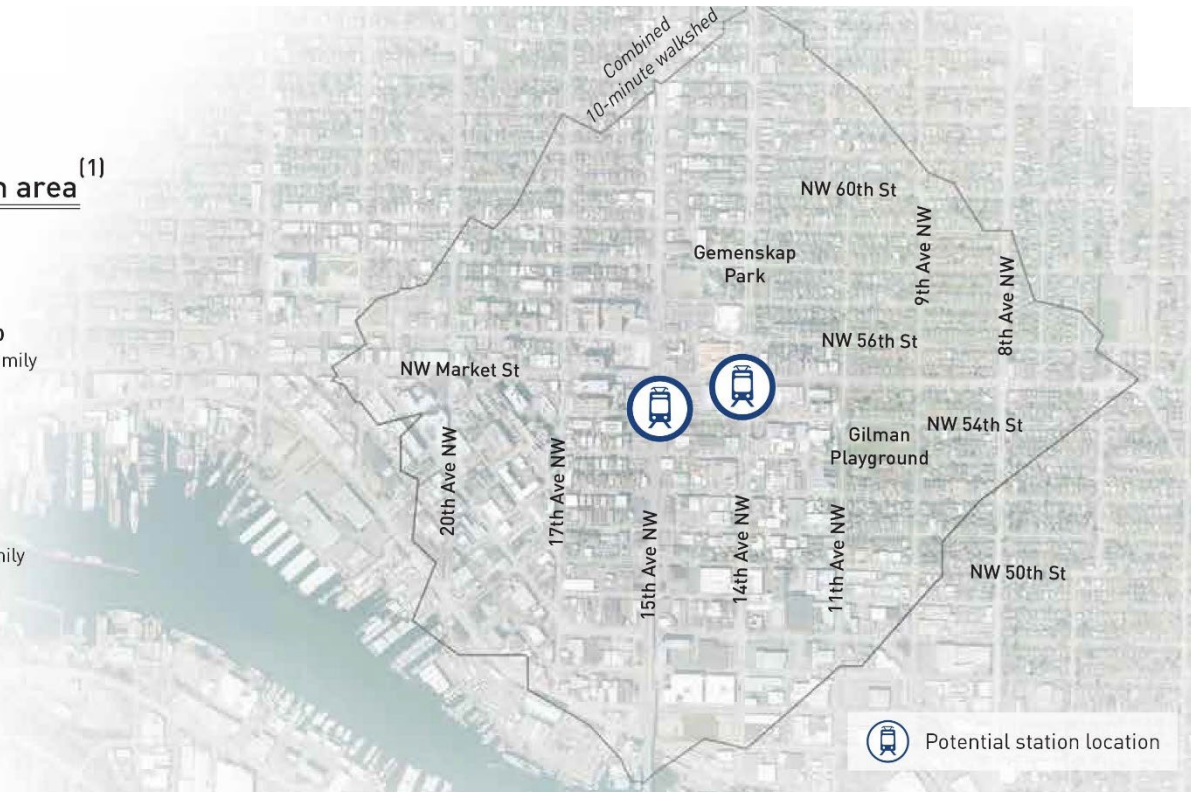 Combined
10-minute walkshed
n area(1)
NW 60th St
9th Ave NW
Gemenskap
Park
8th Ave NW
NW 56th St
mily
NW Market St
NW 54th St
Gilman
Playground
20th Ave NW
17th Ave NW
15th Ave NW
14th Ave NW
11th Ave NW
nily
NW 50th St
Potential station location